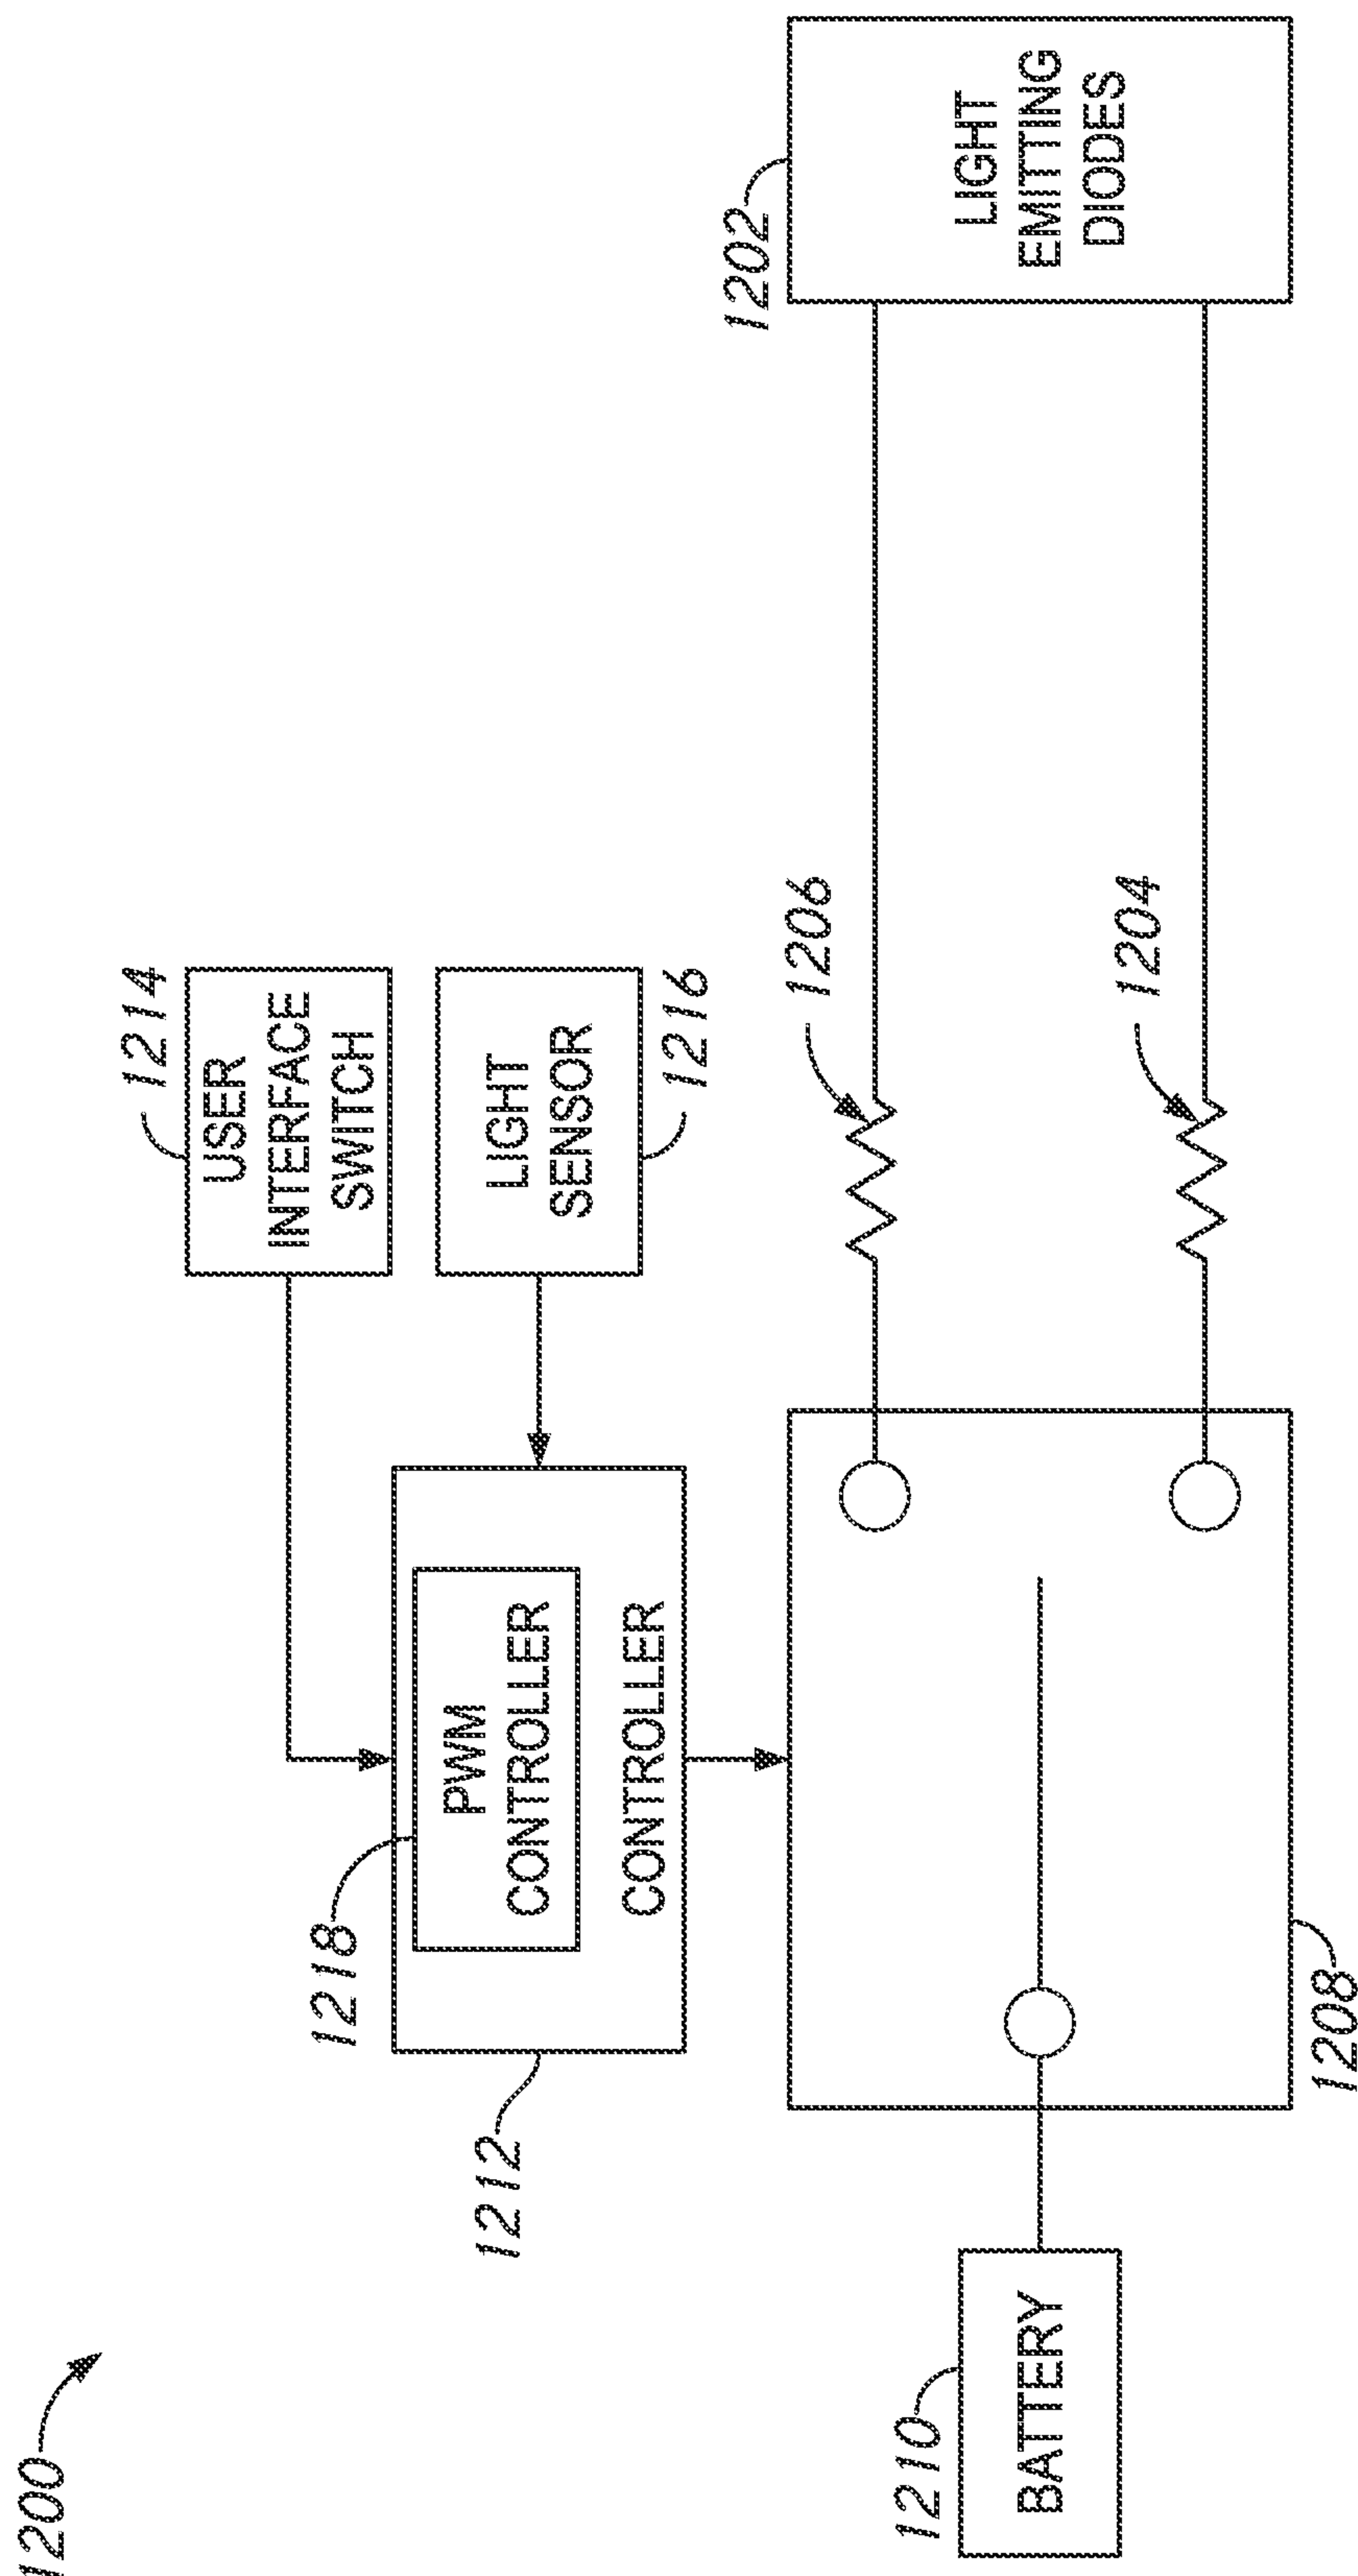 1200
1214
USER
INTERFACE
SWITCH
LIGHT
SENSOR
1216
1218
PWM
CONTROLLER
CONTROLLER
1212
1206
1204
1202
LIGHT
EMITTING
DIODES
1210
BATTERY
1208